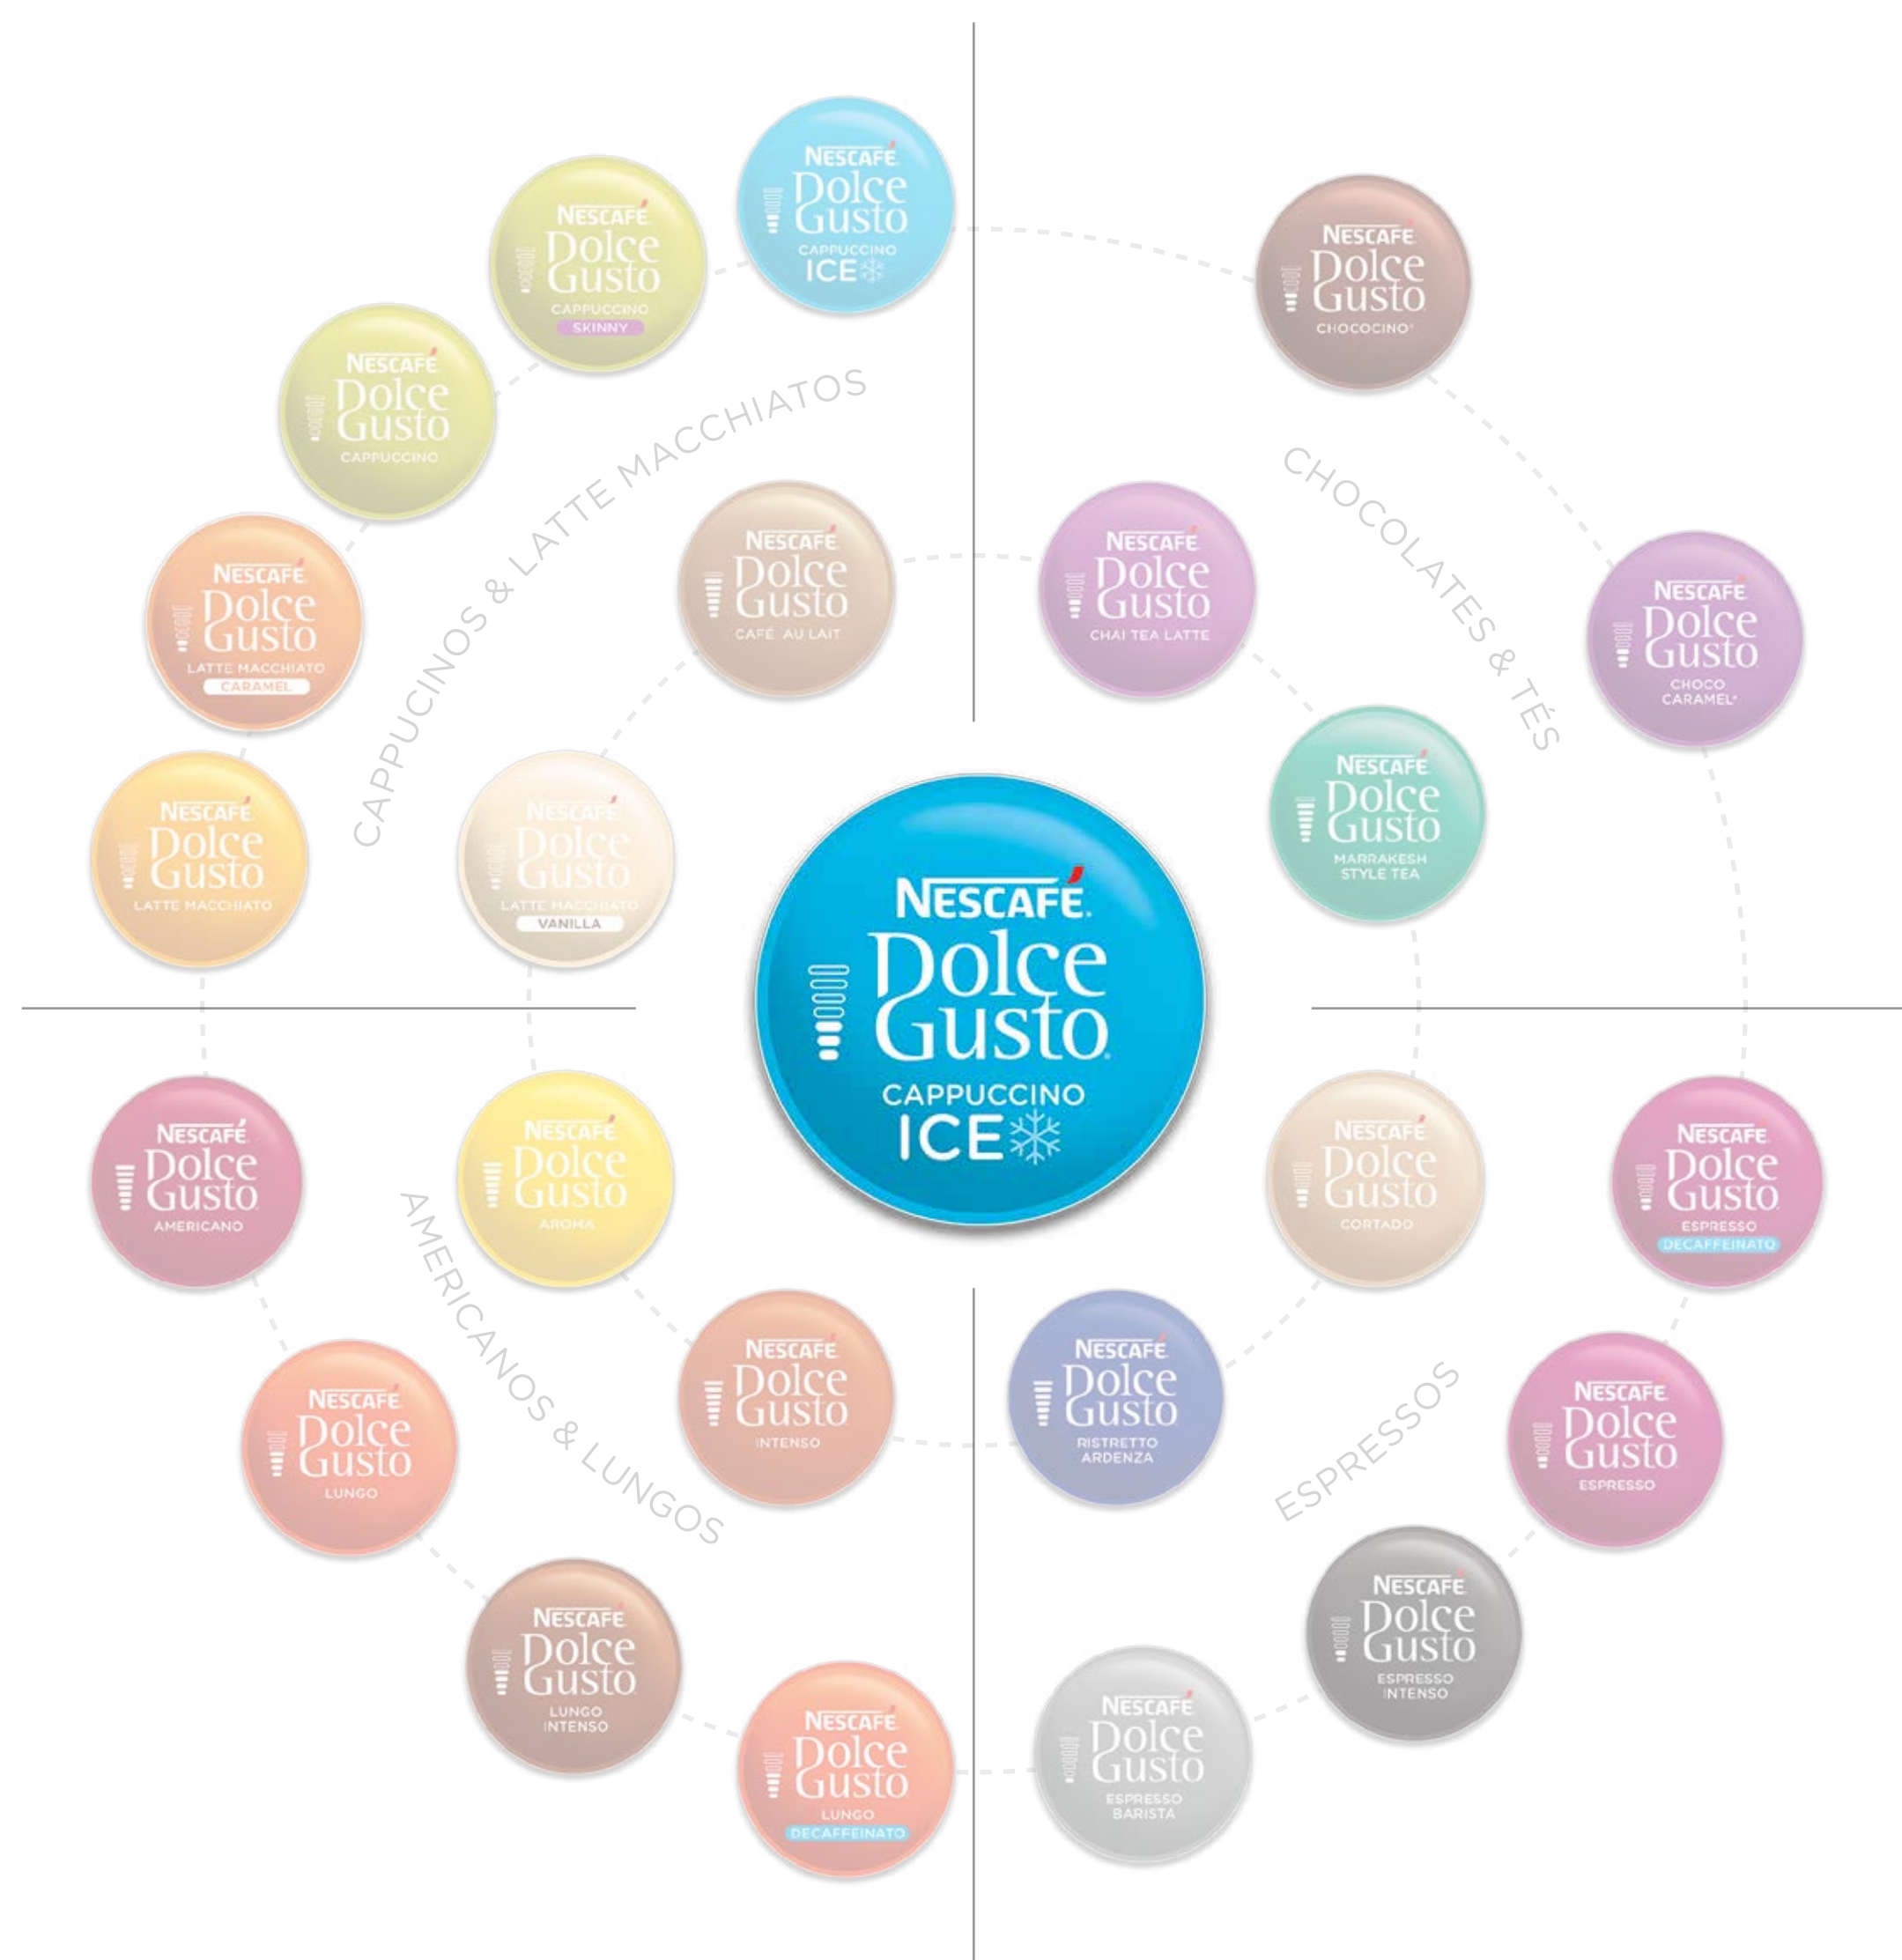 NESCAFÉ
Dolce
Gusto
CAPPUCCINO
ICE
NESCAFÉ
Dolce
Gusto
CAPPUCCINO
SKINNY
NESCAFÉ
Dolce
Gusto
CAPPUCCINO
NESCAFÉ
Dolce
Gusto
LATTE MACCHIATO
CARAMEL
NESCAFÉ
Dolce
Gusto
LATTE MACCHIATO
CAPPUCINOS & LATTE MACCHIATOS
NESCAFÉ
Dolce
Gusto
CAFÉ AU LAIT
NESCAFÉ
Dolce
Gusto
LATTE MACCHIATO
VANILLA
NESCAFÉ
Dolce
Gusto
CHOCOCINO*
NESCAFÉ
Dolce
Gusto
CHOCO
CARAMEL*
CHOCOLATES & TÉS
NESCAFÉ
Dolce
Gusto
CHAI TEA LATTE
NESCAFÉ
Dolce
Gusto
MARRAKESH
STYLE TEA
NESCAFÉ
Dolce
Gusto
CAPPUCCINO
ICE
NESCAFÉ
Dolce
Gusto
AMERICANO
NESCAFÉ
Dolce
Gusto
AROMA
AMERICANOS & LUNGOS
NESCAFÉ
Dolce
Gusto
LUNGO
NESCAFÉ
Dolce
Gusto
INTENSO
NESCAFÉ
Dolce
Gusto
LUNGO
INTENSO
NESCAFÉ
Dolce
Gusto
LUNGO
DECAFFEINATO
NESCAFÉ
Dolce
Gusto
CORTADO
NESCAFÉ
Dolce
Gusto
ESPRESSO
DECAFFEINATO
NESCAFÉ
Dolce
Gusto
RISTRETTO
ARDENZA
ESPRESSOS
NESCAFÉ
Dolce
Gusto
ESPRESSO
NESCAFÉ
Dolce
Gusto
ESPRESSO
INTENSO
NESCAFÉ
Dolce
Gusto
ESPRESSO
BARISTA